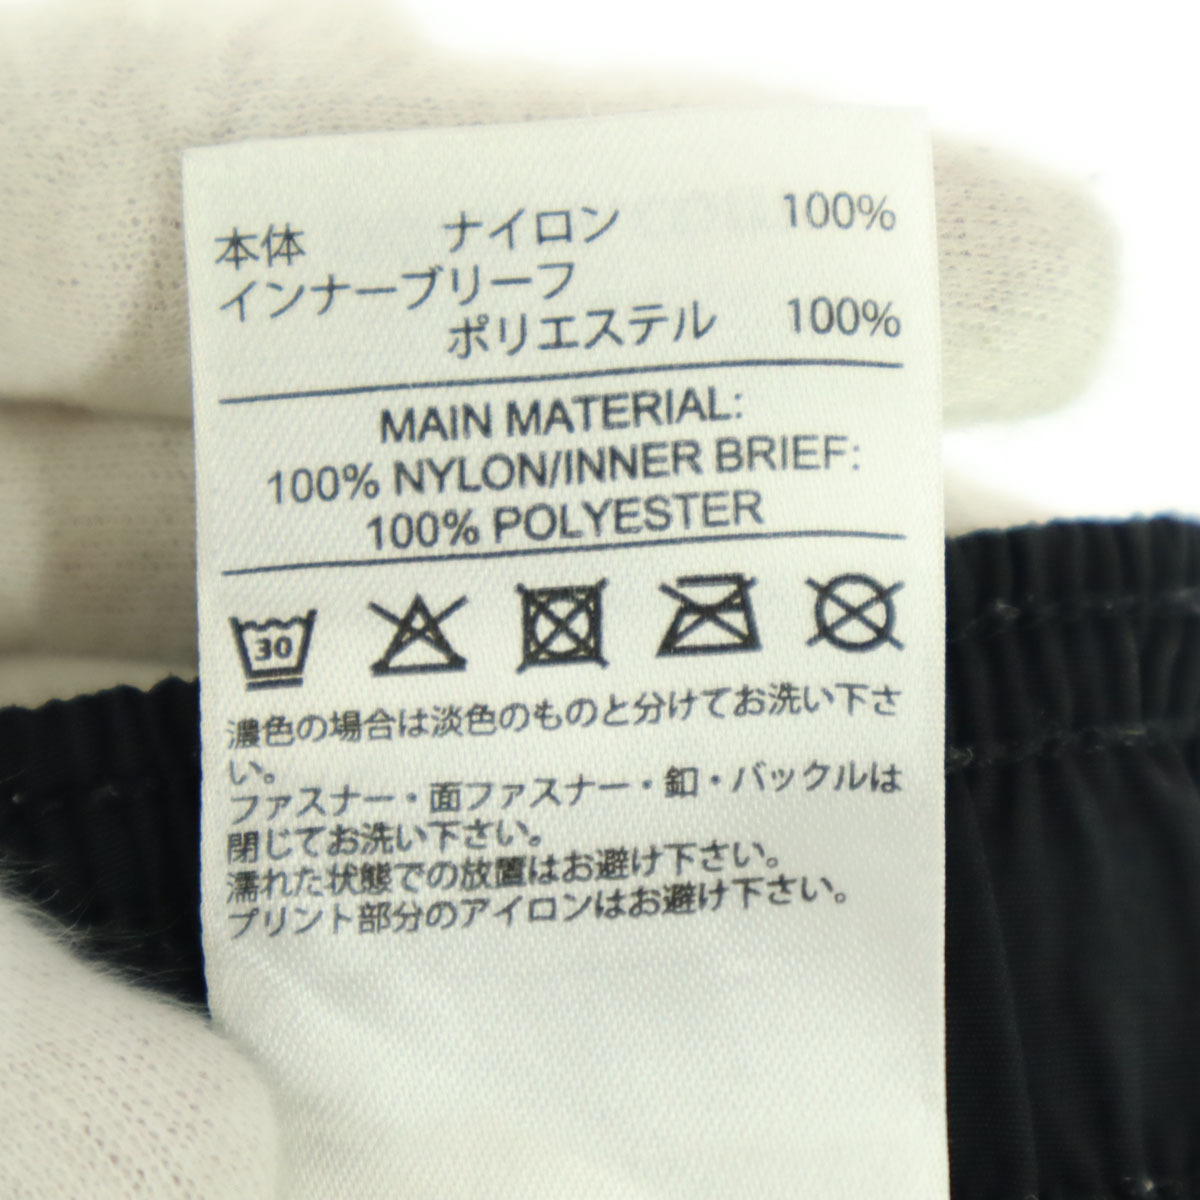 本体 ナイロン 100%
インナーブリーフ
ポリエステル 100%
MAIN MATERIAL:
100% NYLON/INNER BRIEF:
100% POLYESTER
30
濃色の場合は淡色のものと分けてお洗い下さ
い。
ファスナー・面ファスナー・釦・バックルは
閉じてお洗い下さい。
濡れた状態での放置はお避け下さい。
プリント部分のアイロンはお避け下さい。